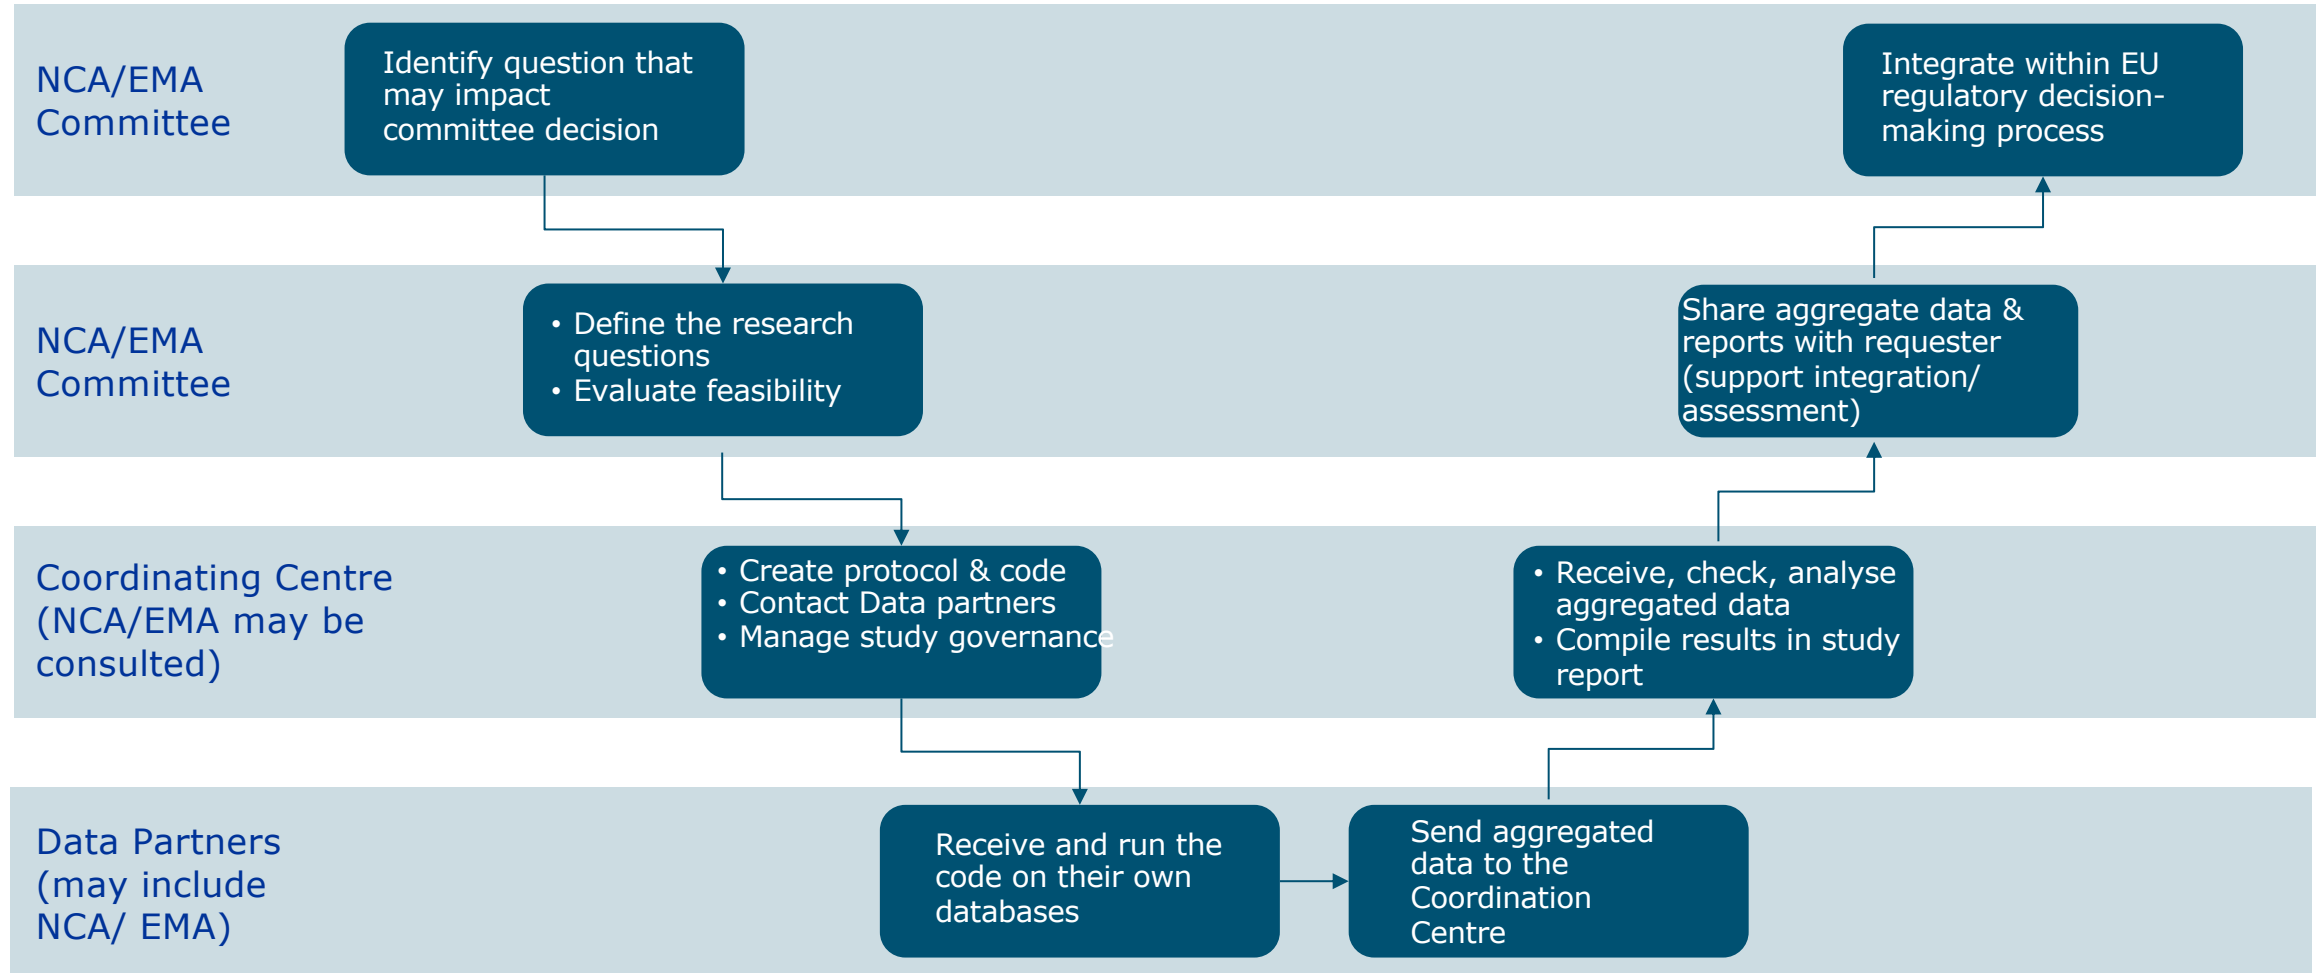 NCA/EMA
Committee
Identify question that
may impact
committee decision
Integrate within EU
regulatory decision-
making process
NCA/EMA
Committee
• Define the research
questions
• Evaluate feasibility
Share aggregate data &
reports with requester
(support integration/
assessment)
Coordinating Centre
(NCA/EMA may be
consulted)
• Create protocol & code
• Contact Data partners
• Manage study governance
• Receive, check, analyse
aggregated data
• Compile results in study
report
Data Partners
(may include
NCA/ EMA)
Receive and run the
code on their own
databases
Send aggregated
data to the
Coordination
Centre